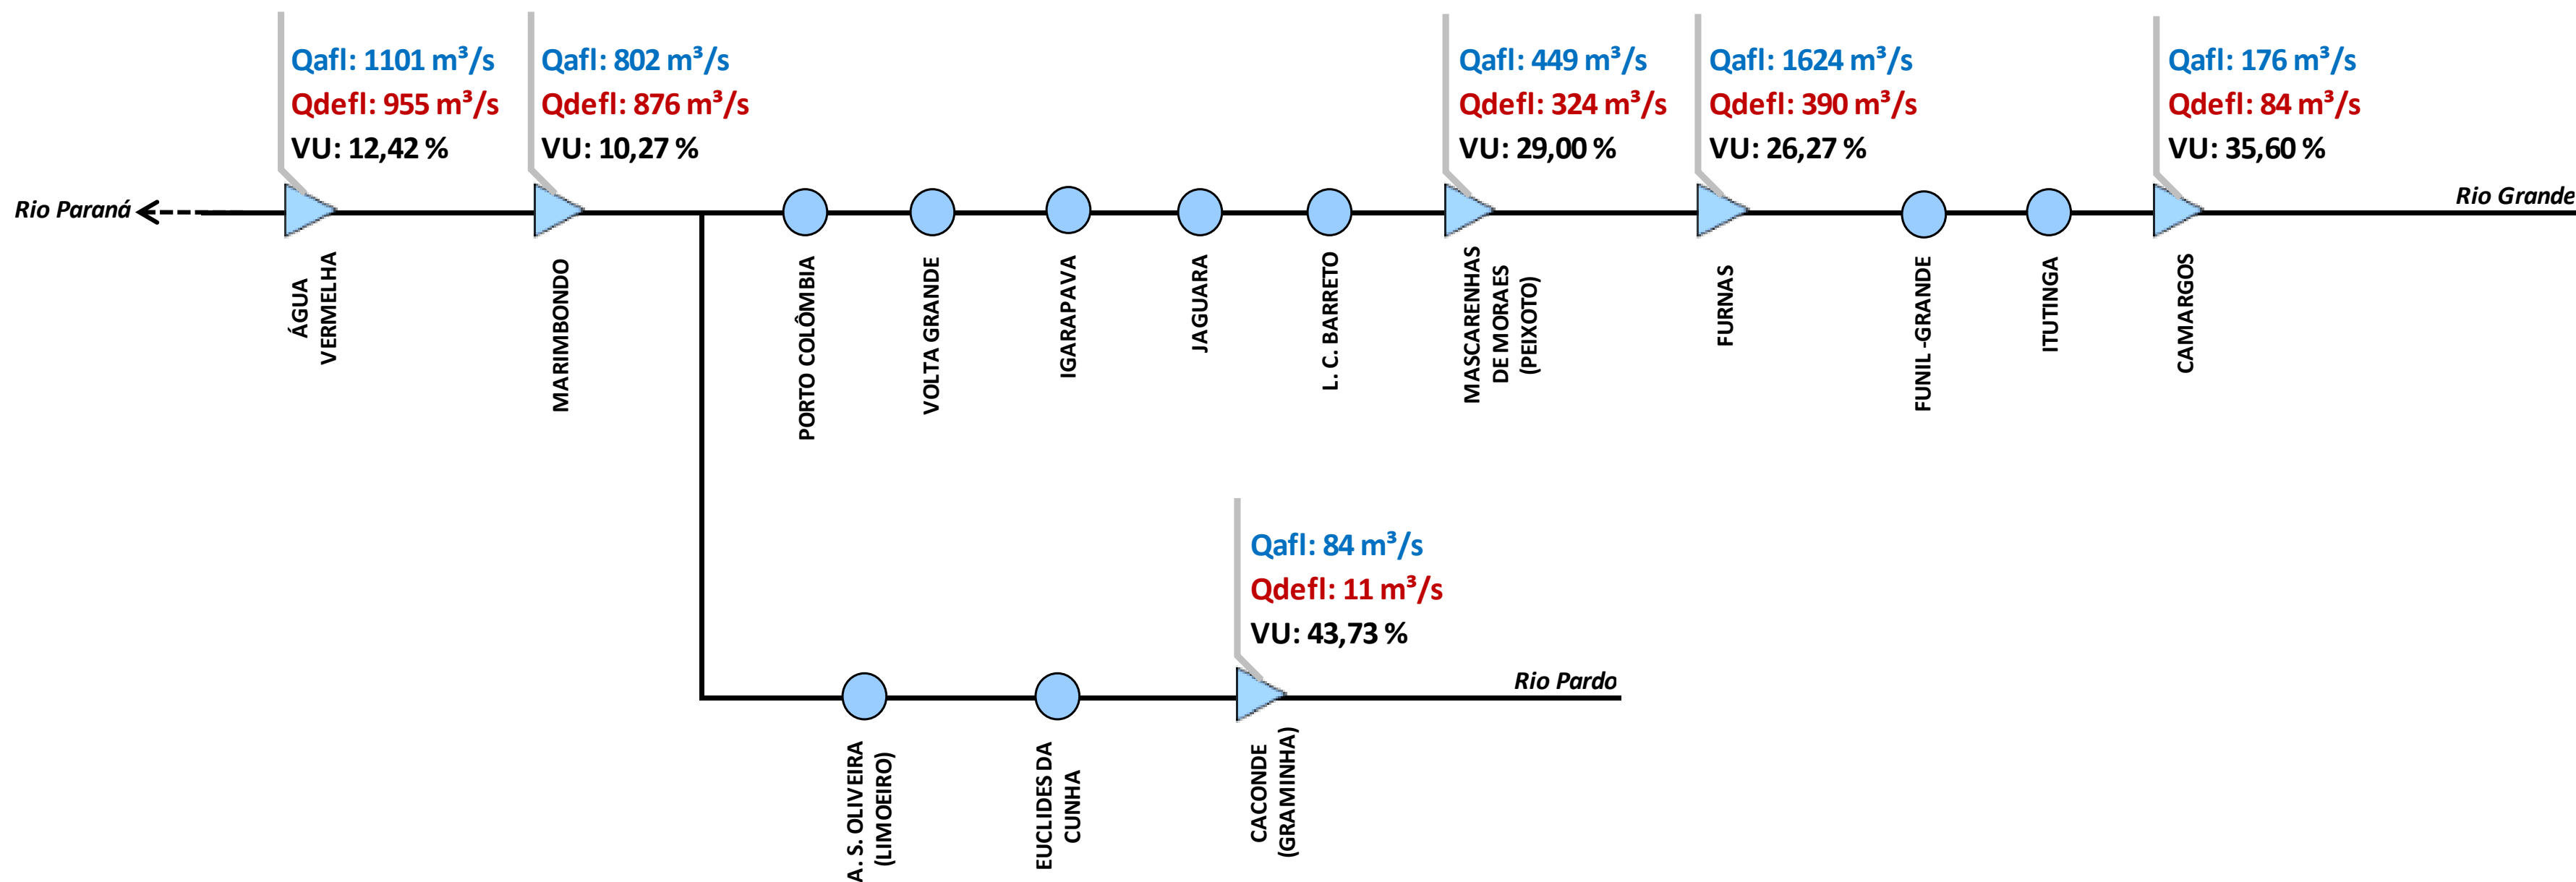 Qafl: 1101 m³/s
Qdefl: 955 m³/s
VU: 12,42 %
Qafl: 802 m³/s
Qdefl: 876 m³/s
VU: 10,27 %
Qafl: 449 m³/s
Qdefl: 324 m³/s
VU: 29,00 %
Qafl: 1624 m³/s
Qdefl: 390 m³/s
VU: 26,27 %
Qafl: 176 m³/s
Qdefl: 84 m³/s
VU: 35,60 %
Rio Paraná
Rio Grande
ÁGUA
VERMELHA
MARIMBONDO
PORTO COLÔMBIA
VOLTA GRANDE
IGARAPAVA
JAGUARA
L. C. BARRETO
MASCARENHAS
DE MORAES
(PEIXOTO)
FURNAS
FUNIL -GRANDE
ITUTINGA
CAMARGOS
Qafl: 84 m³/s
Qdefl: 11 m³/s
VU: 43,73 %
Rio Pardo
A. S. OLIVEIRA
(LIMOEIRO)
EUCLIDES DA
CUNHA
CACONDE
(GRAMINHA)